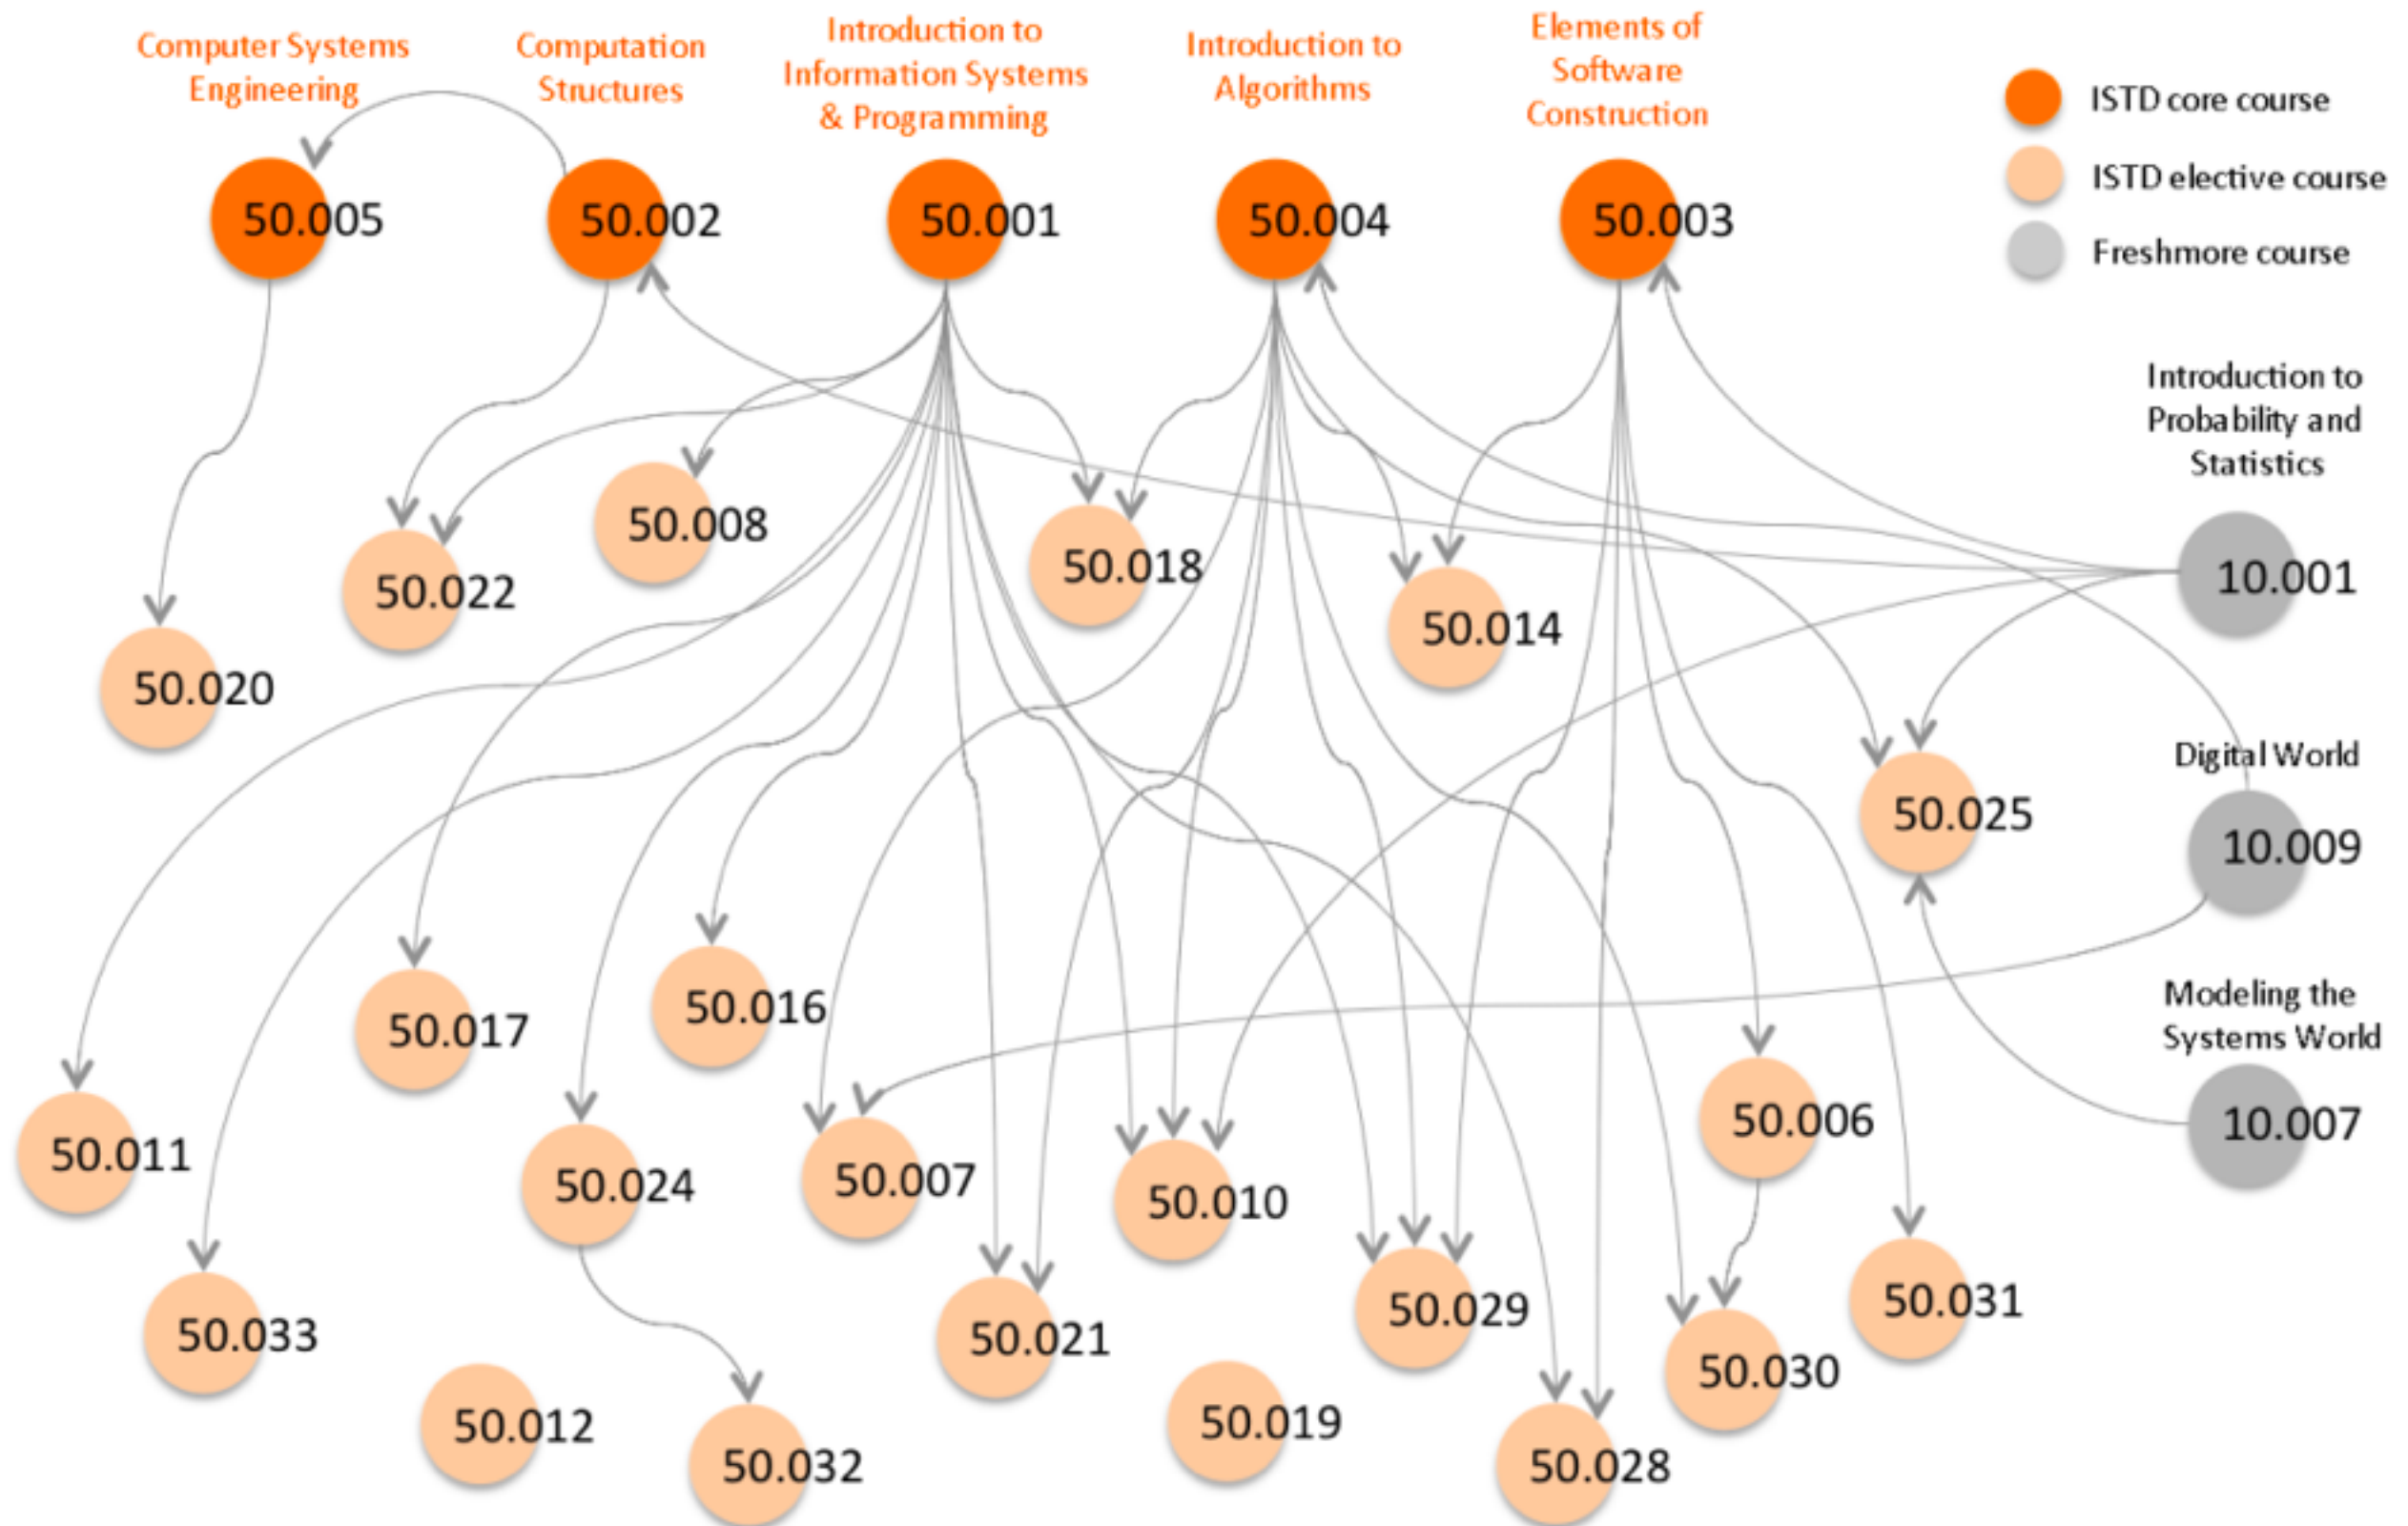 Computer Systems
Engineering
Computation
Structures
Introduction to
Information Systems
& Programming
Introduction to
Algorithms
Elements of
Software
Construction
ISTD core course
ISTD elective course
Freshmore course
50.005
50.002
50.001
50.004
50.003
Introduction to
Probability and
Statistics
10.001
50.008
50.018
50.022
50.014
50.020
Digital World
10.009
50.025
Modeling the
Systems World
10.007
50.017
50.016
50.006
50.011
50.024
50.007
50.010
50.033
50.021
50.029
50.031
50.030
50.012
50.032
50.019
50.028